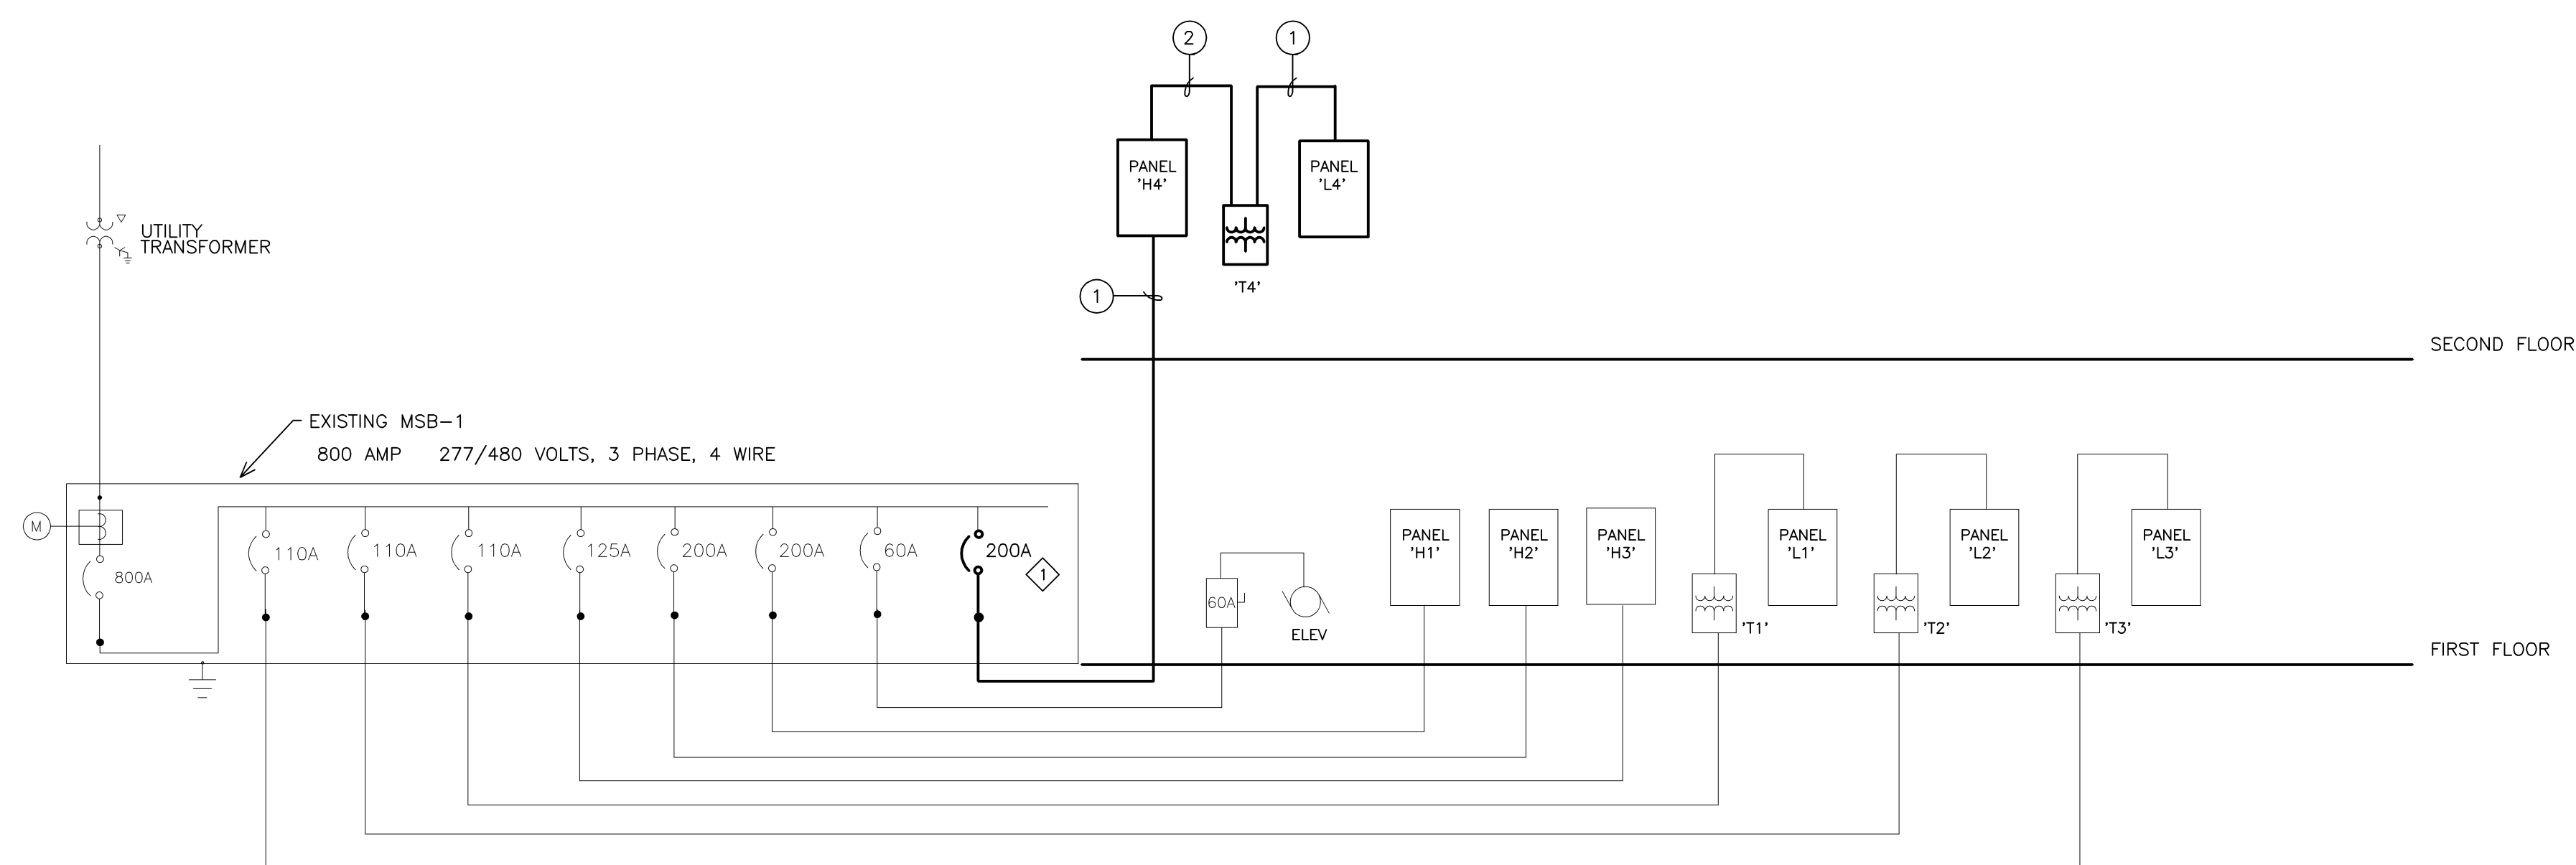 2
1
PANEL
'H4'
PANEL
'L4'
UTILITY
TRANSFORMER
1
'T4'
SECOND FLOOR
EXISTING MSB-1
800 AMP 277/480 VOLTS, 3 PHASE, 4 WIRE
M
800A
110A
110A
110A
125A
200A
200A
60A
200A
1
60A
ELEV
PANEL
'H1'
PANEL
'H2'
PANEL
'H3'
'T1'
PANEL
'L1'
'T2'
PANEL
'L2'
'T3'
PANEL
'L3'
FIRST FLOOR